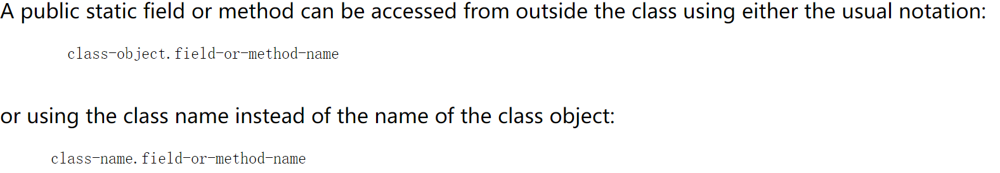 A public static field or method can be accessed from outside the class using either the usual notation:
class-object.field-or-method-name
or using the class name instead of the name of the class object:
class-name.field-or-method-name